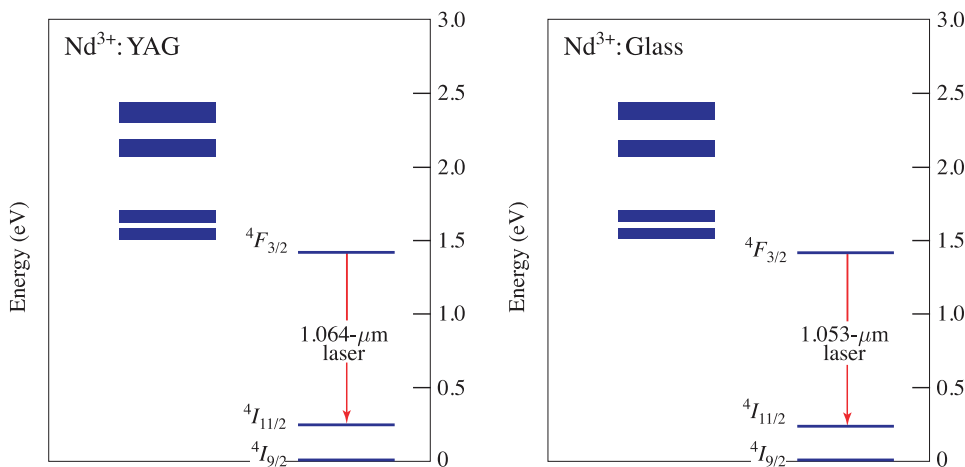 Nd³⁺: YAG
Energy (eV)
3.0
2.5
2.0
1.5
1.0
0.5
0
⁴F₃/₂
1.064-μm
laser
⁴I₁₁/₂
⁴I₉/₂
Nd³⁺: Glass
Energy (eV)
3.0
2.5
2.0
1.5
1.0
0.5
0
⁴F₃/₂
1.053-μm
laser
⁴I₁₁/₂
⁴I₉/₂